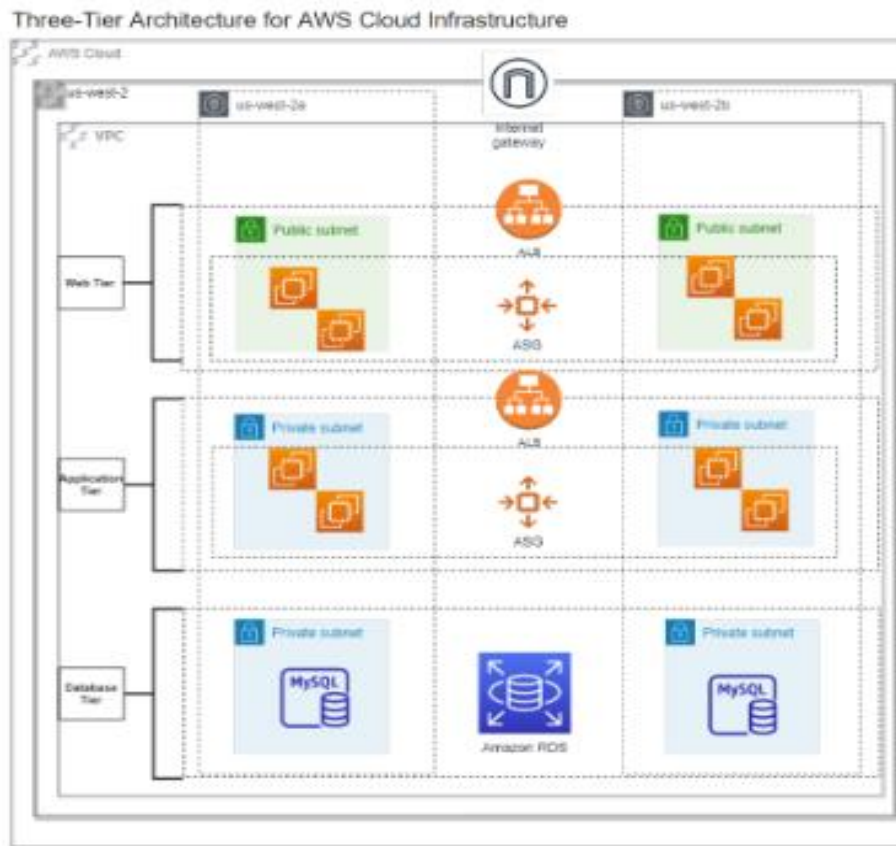 Three-Tier Architecture for AWS Cloud Infrastructure
AWS Cloud
us-west-2
us-west-2a
us-west-2b
Internet
gateway
VPC
Public subnet
Public subnet
ALB
Web Tier
ASG
Private subnet
Private subnet
ALB
Application
Tier
ASG
Private subnet
Private subnet
MySQL
MySQL
Database
Tier
Amazon RDS